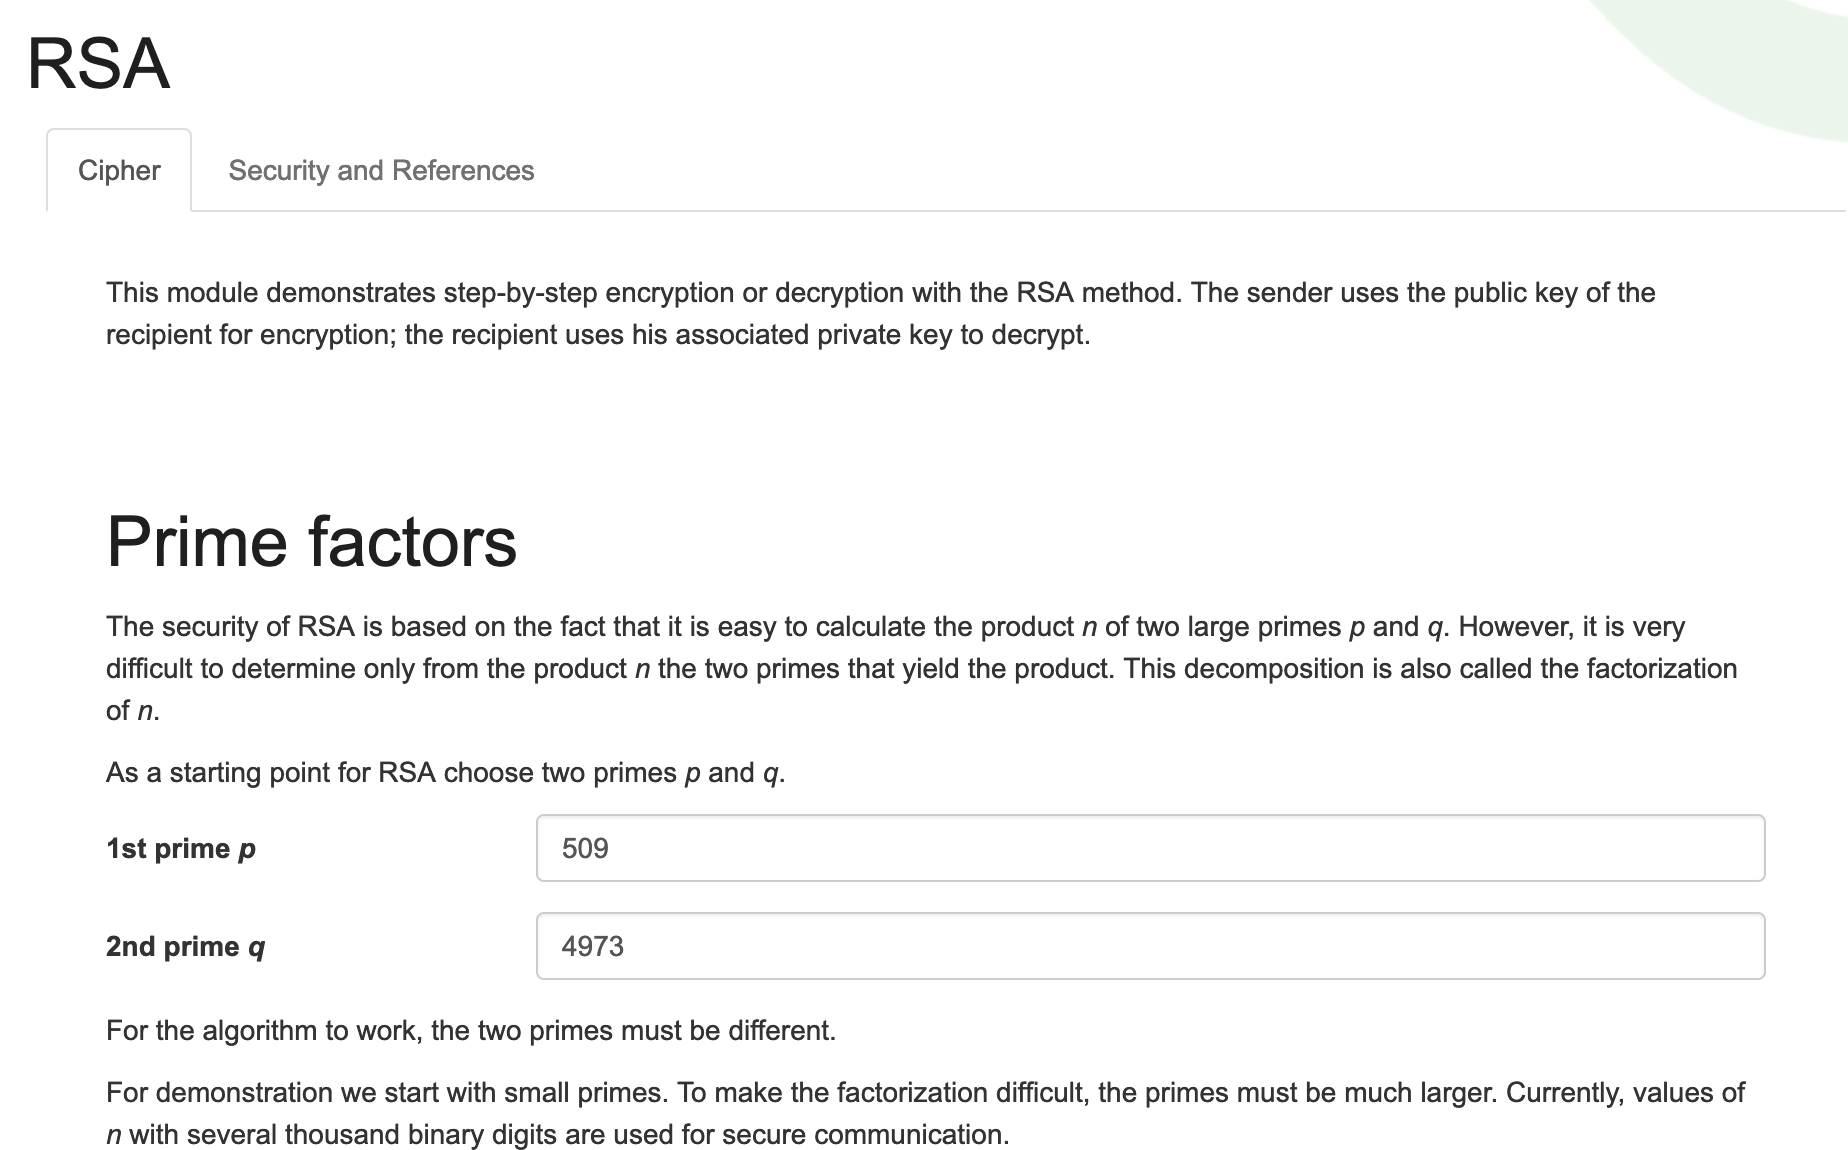 RSA
Cipher
Security and References
This module demonstrates step-by-step encryption or decryption with the RSA method. The sender uses the public key of the
recipient for encryption; the recipient uses his associated private key to decrypt.
Prime factors
The security of RSA is based on the fact that it is easy to calculate the product n of two large primes p and q. However, it is very
difficult to determine only from the product n the two primes that yield the product. This decomposition is also called the factorization
of n.
As a starting point for RSA choose two primes p and q.
1st prime p
509
2nd prime q
4973
For the algorithm to work, the two primes must be different.
For demonstration we start with small primes. To make the factorization difficult, the primes must be much larger. Currently, values of
n with several thousand binary digits are used for secure communication.